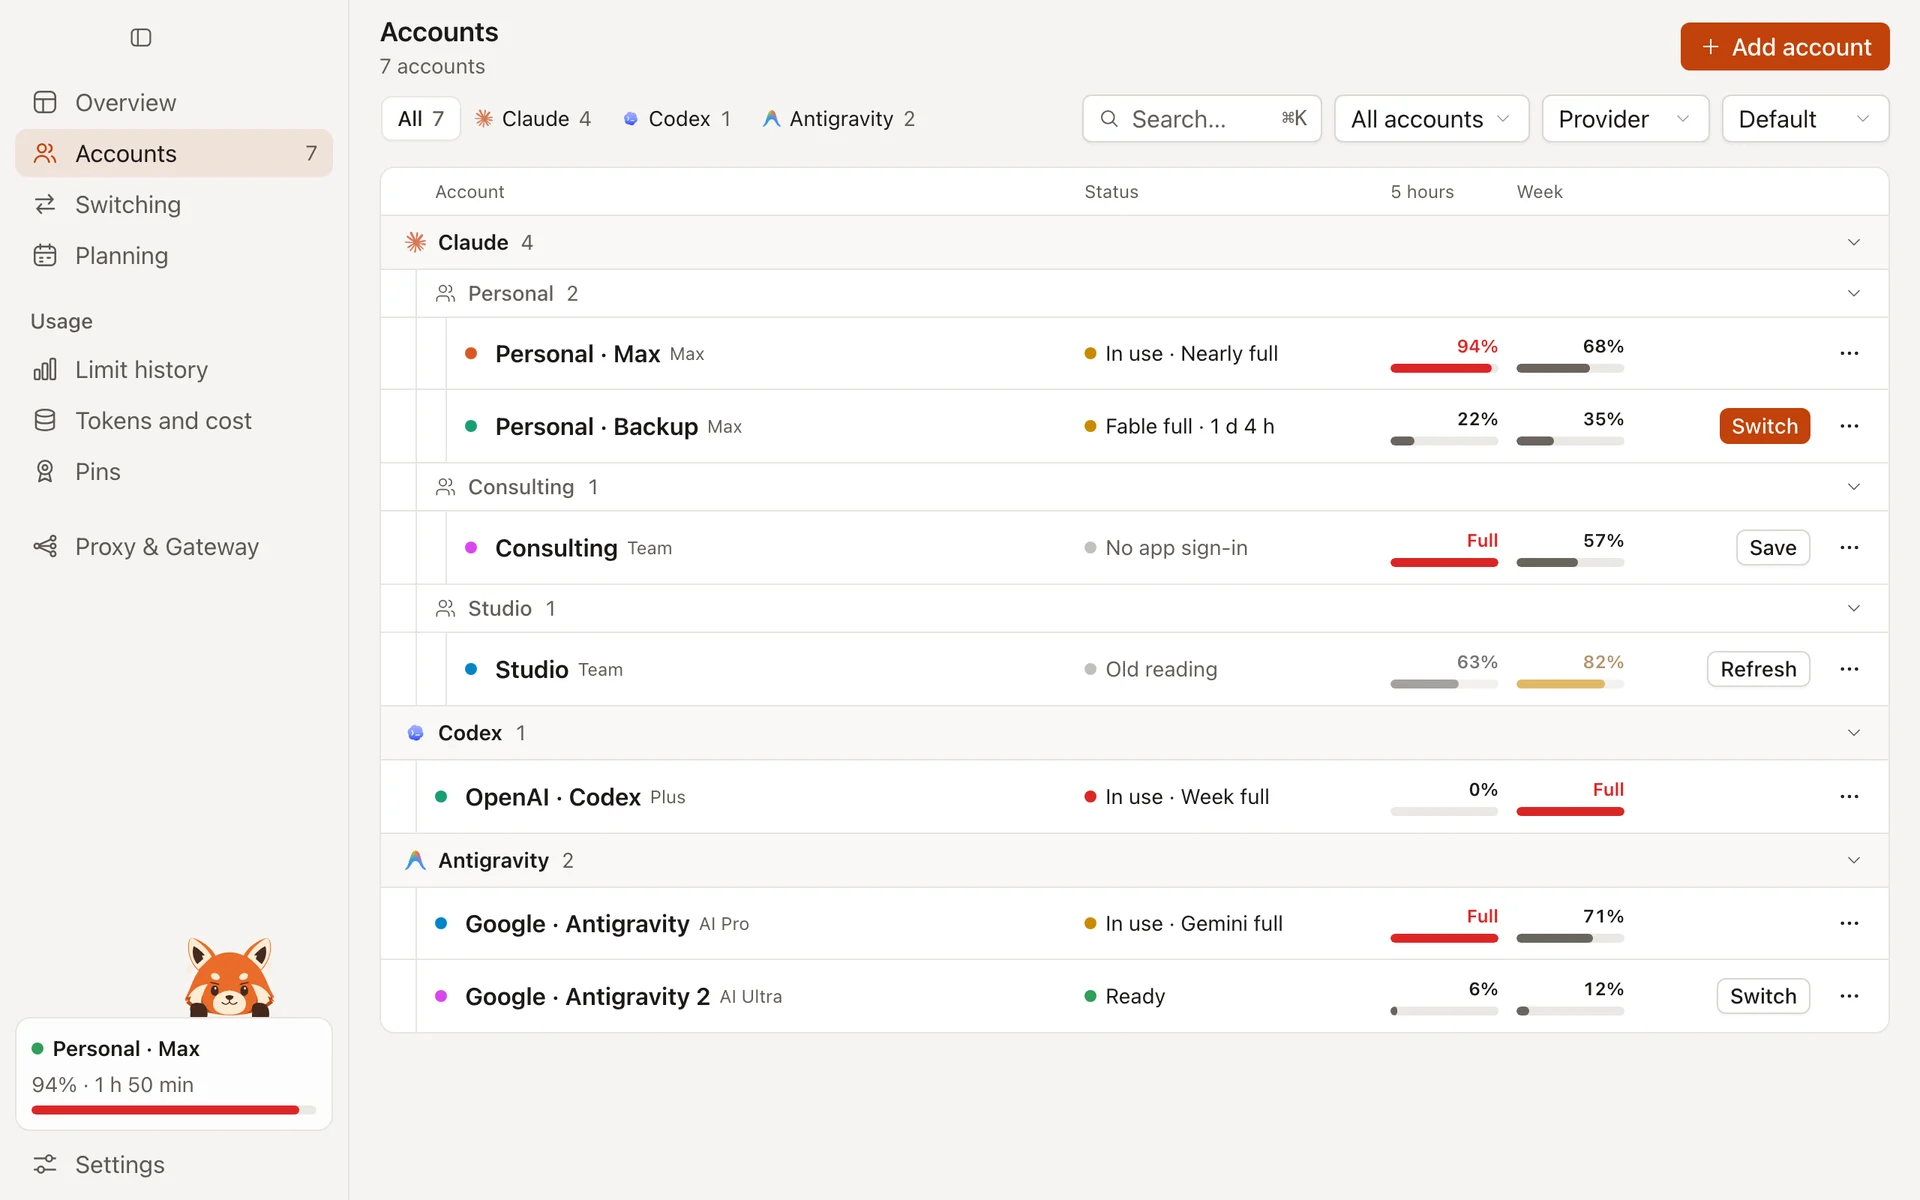 Overview
Accounts 7
Switching
Planning
Usage
Limit history
Tokens and cost
Pins
Proxy & Gateway
Personal · Max
94% · 1 h 50 min
Settings
Accounts
7 accounts
+ Add account
All 7 Claude 4 Codex 1 Antigravity 2
Search... ⌘K All accounts Provider Default
Account Status 5 hours Week
Claude 4
Personal 2
Personal · Max Max In use · Nearly full 94% 68%
Personal · Backup Max Fable full · 1 d 4 h 22% 35% Switch
Consulting 1
Consulting Team No app sign-in Full 57% Save
Studio 1
Studio Team Old reading 63% 82% Refresh
Codex 1
OpenAI · Codex Plus In use · Week full 0% Full
Antigravity 2
Google · Antigravity AI Pro In use · Gemini full Full 71%
Google · Antigravity 2 AI Ultra Ready 6% 12% Switch